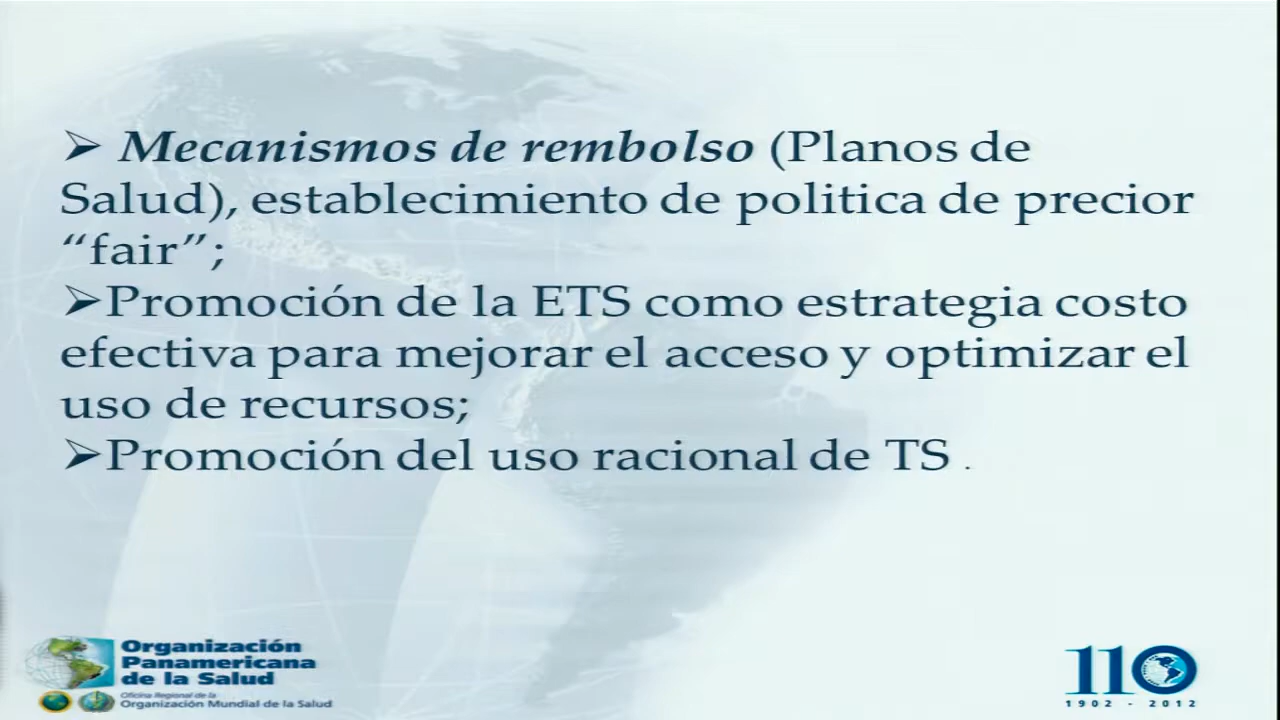 ➢ Mecanismos de rembolso (Planos de
Salud), establecimiento de politica de precior
“fair”;
➢Promoción de la ETS como estrategia costo
efectiva para mejorar el acceso y optimizar el
uso de recursos;
➢Promoción del uso racional de TS .
Organización
Panamericana
de la Salud
Oficina Regional de la
Organización Mundial de la Salud
110
1902 - 2012